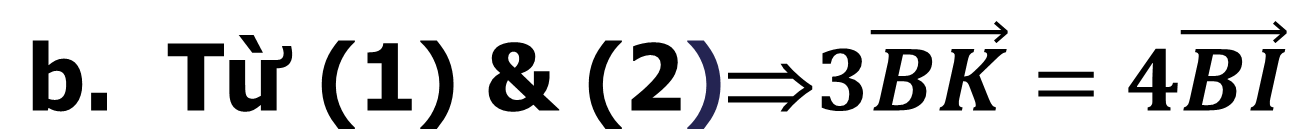 b. Từ (1) & (2)⇒3\overrightarrow{BK} = 4\overrightarrow{BI}